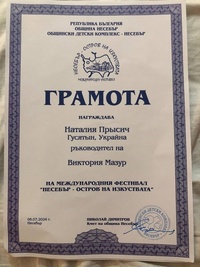 РЕПУБЛИКА БЪЛГАРИЯ
ОБЩИНА НЕСЕБЪР
ОБЩИНСКИ ДЕТСКИ КОМПЛЕКС - НЕСЕБЪР
ГРАМОТА
НАГРАЖДАВА
Наталия Прысич
Гусятын, Украйна
ръководител на
Виктория Мазур
НА МЕЖДУНАРОДНИЯ ФЕСТИВАЛ
"НЕСЕБЪР - ОСТРОВ НА ИЗКУСТВАТА"
Несебър
НИКОЛАЙ ДИМИТРОВ
Кмет на община Несебър